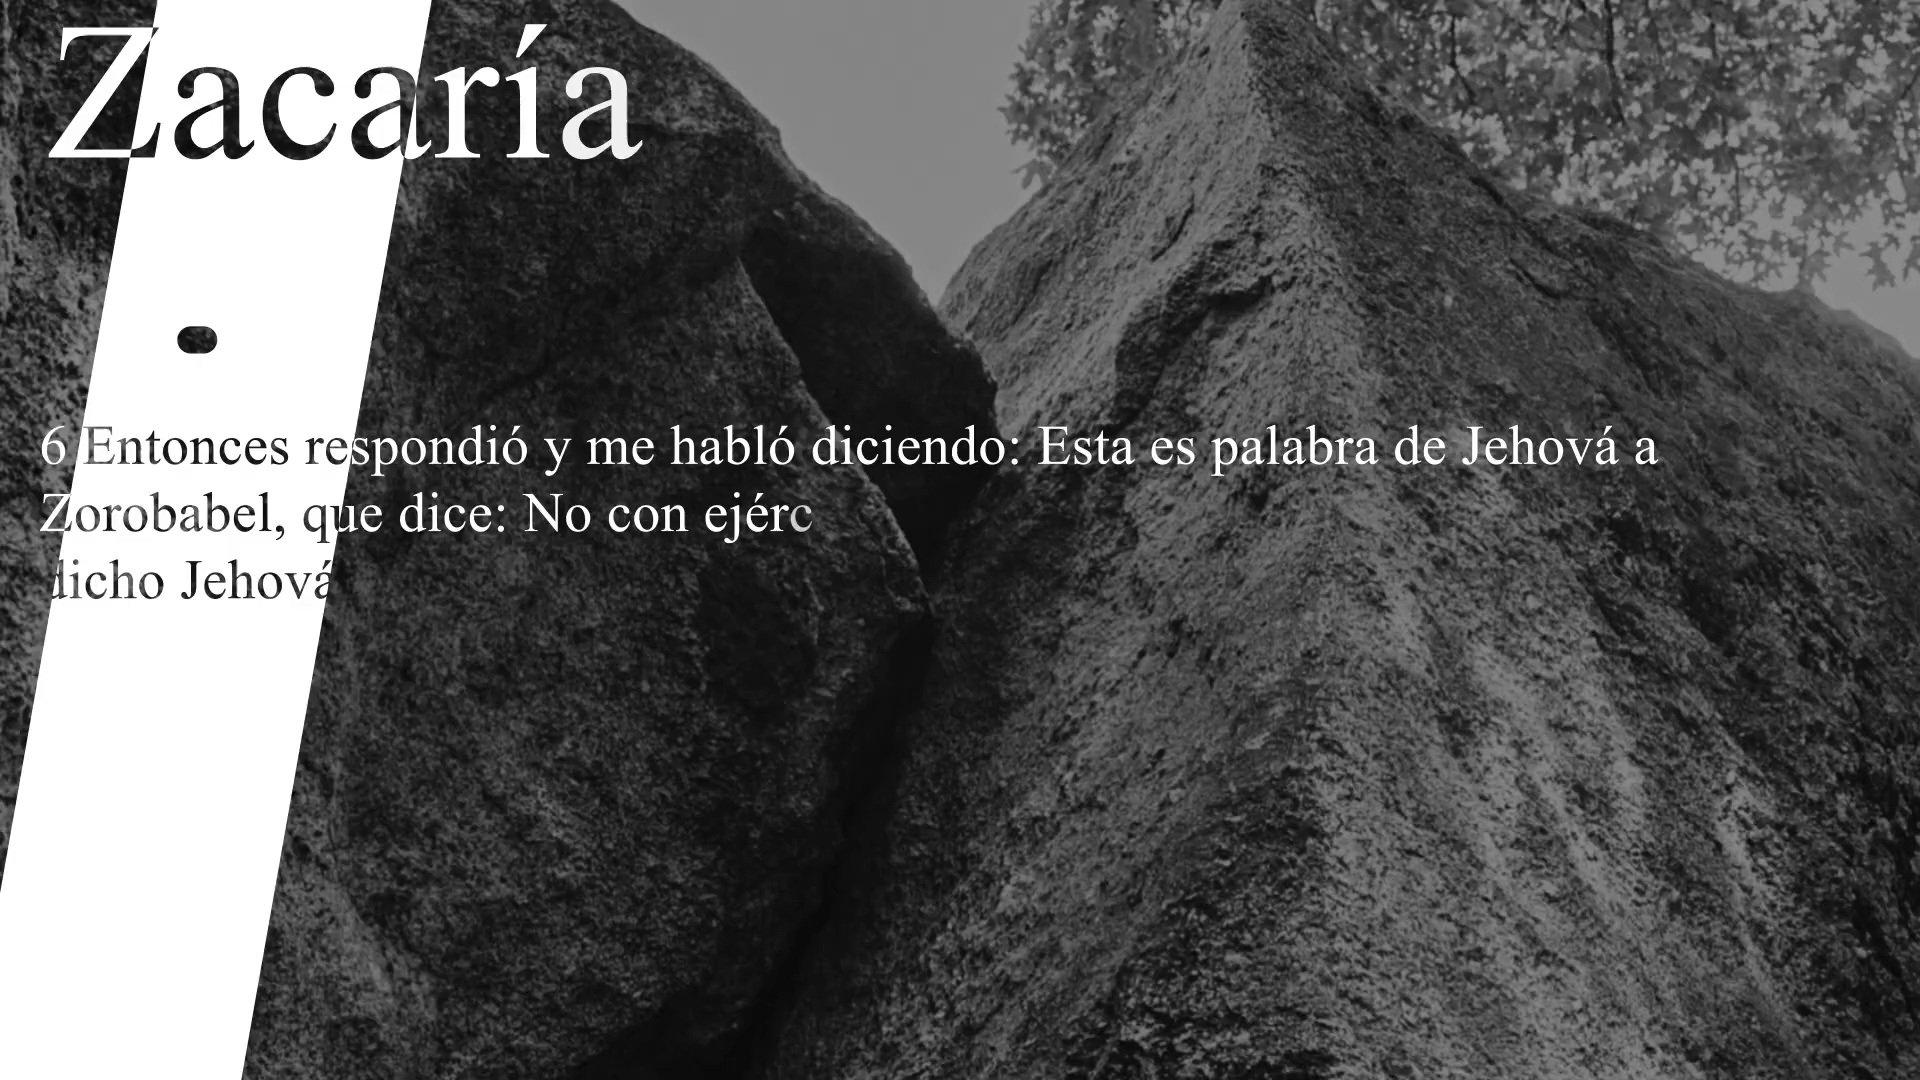 Zacaría
6 Entonces respondió y me habló diciendo: Esta es palabra de Jehová a
Zorobabel, que dice: No con ejérc
dicho Jehová